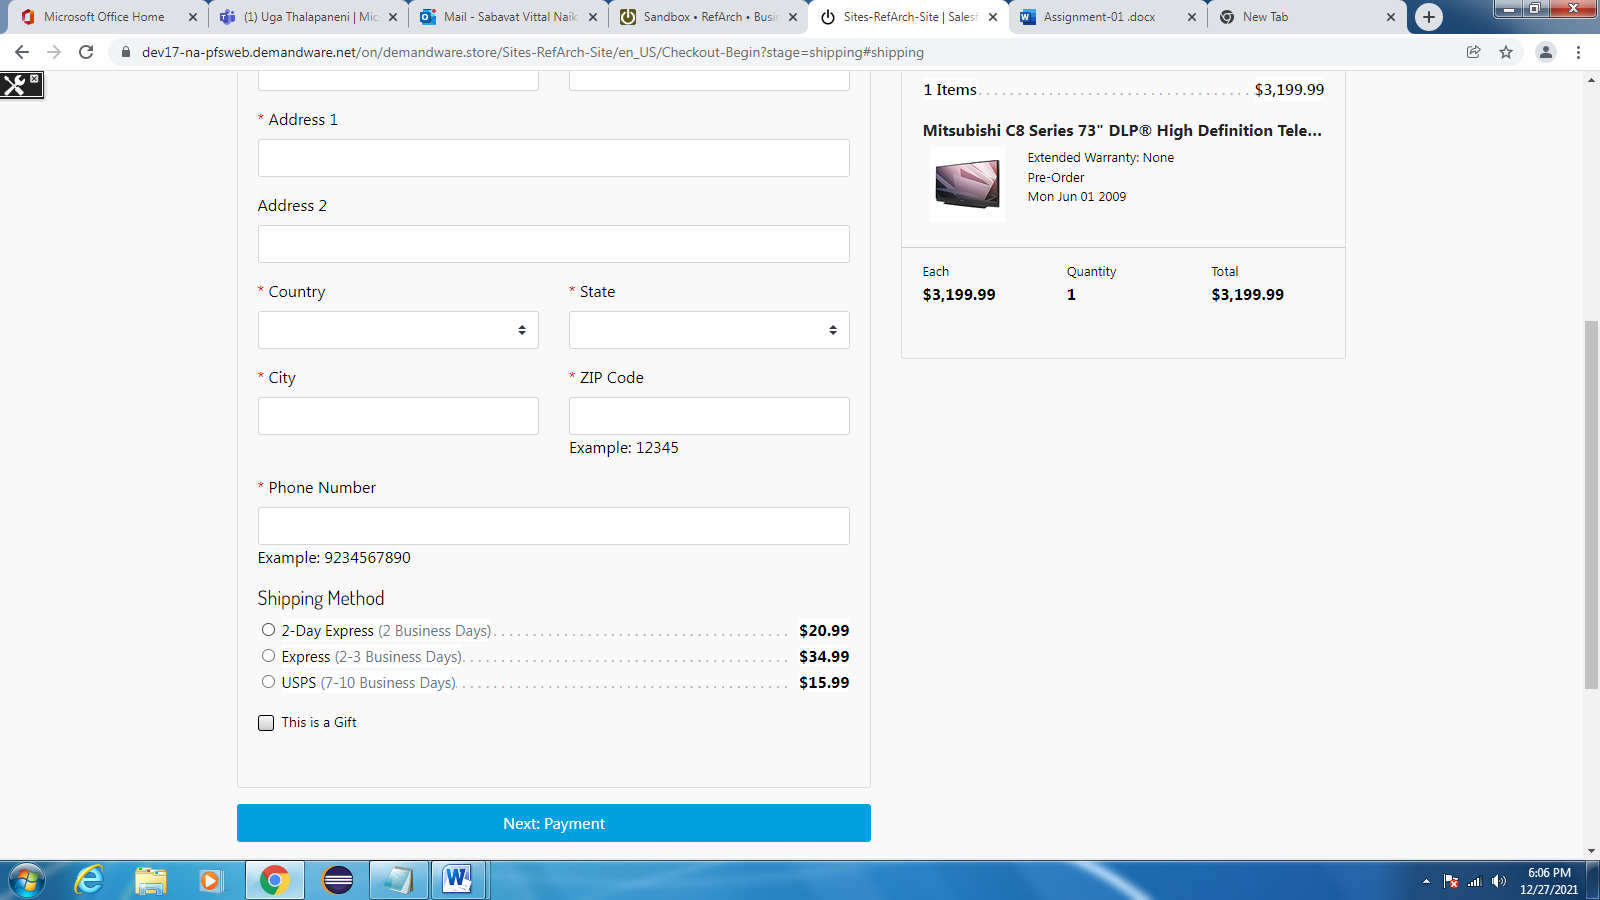 Microsoft Office Home
(1) Uga Thalapaneni | Mic
Mail - Sabavat Vittal Naik
Sandbox • RefArch • Busin
Sites-RefArch-Site | Salesf
Assignment-01 .docx
New Tab
dev17-na-pfsweb.demandware.net/on/demandware.store/Sites-RefArch-Site/en_US/Checkout-Begin?stage=shipping#shipping
* Address 1
Address 2
* Country
* State
* City
* ZIP Code
Example: 12345
* Phone Number
Example: 9234567890
Shipping Method
2-Day Express (2 Business Days) $20.99
Express (2-3 Business Days) $34.99
USPS (7-10 Business Days) $15.99
This is a Gift
Next: Payment
1 Items $3,199.99
Mitsubishi C8 Series 73" DLP® High Definition Tele...
Extended Warranty: None
Pre-Order
Mon Jun 01 2009
Each Quantity Total
$3,199.99 1 $3,199.99
6:06 PM
12/27/2021